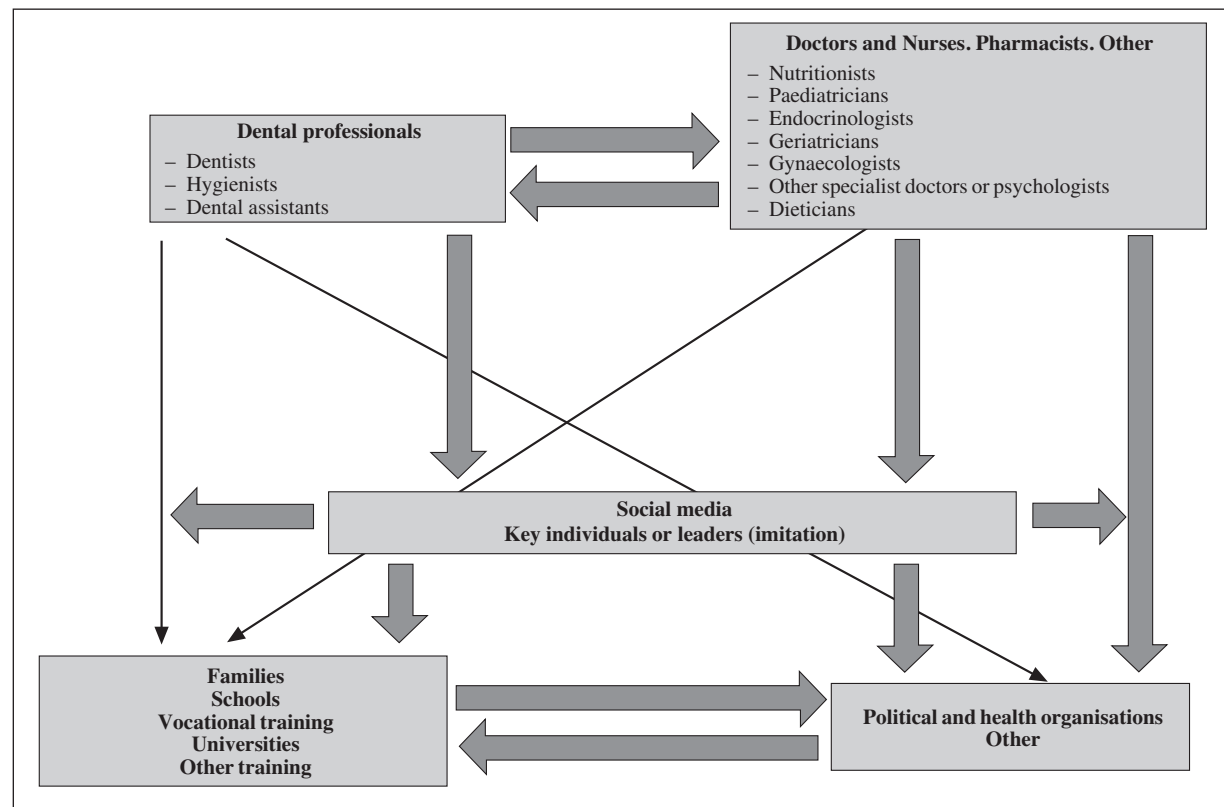 Dental professionals
– Dentists
– Hygienists
– Dental assistants
Doctors and Nurses. Pharmacists. Other
– Nutritionists
– Paediatricians
– Endocrinologists
– Geriatricians
– Gynaecologists
– Other specialist doctors or psychologists
– Dieticians
Social media
Key individuals or leaders (imitation)
Families
Schools
Vocational training
Universities
Other training
Political and health organisations
Other